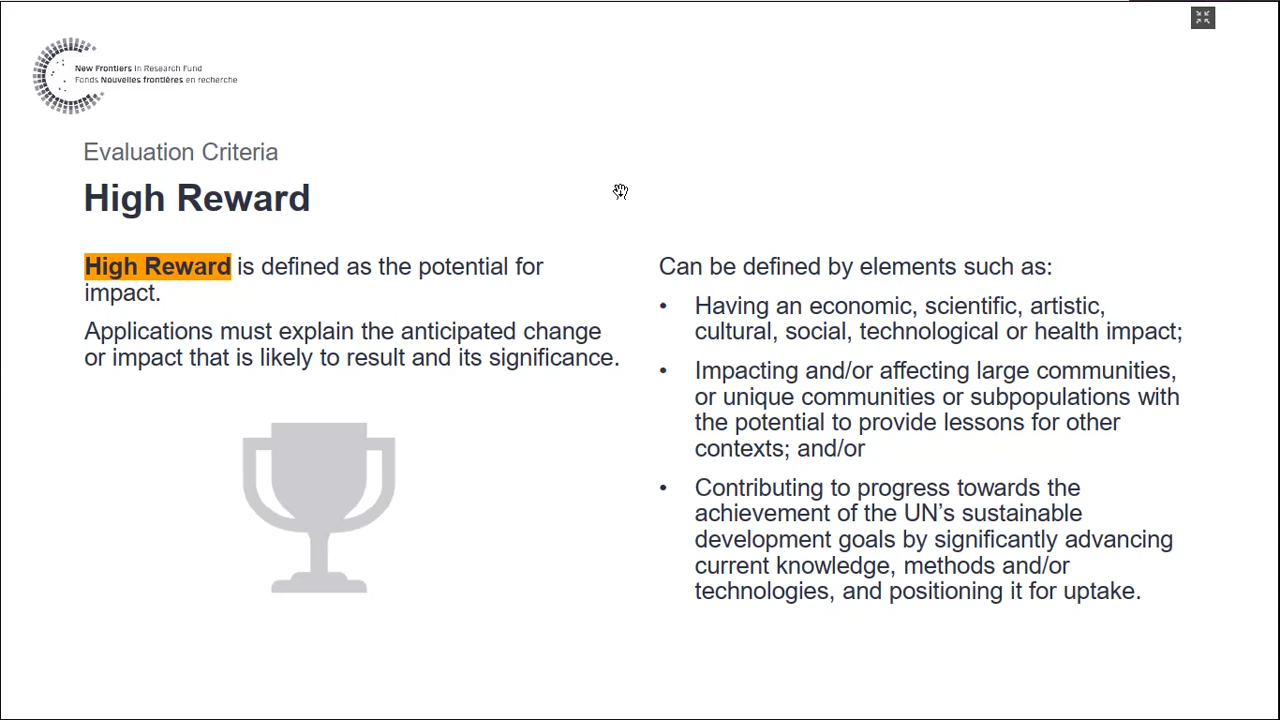 New Frontiers in Research Fund
Fonds Nouvelles frontières en recherche
Evaluation Criteria
High Reward
High Reward is defined as the potential for
impact.
Applications must explain the anticipated change
or impact that is likely to result and its significance.
Can be defined by elements such as:
• Having an economic, scientific, artistic,
cultural, social, technological or health impact;
• Impacting and/or affecting large communities,
or unique communities or subpopulations with
the potential to provide lessons for other
contexts; and/or
• Contributing to progress towards the
achievement of the UN’s sustainable
development goals by significantly advancing
current knowledge, methods and/or
technologies, and positioning it for uptake.